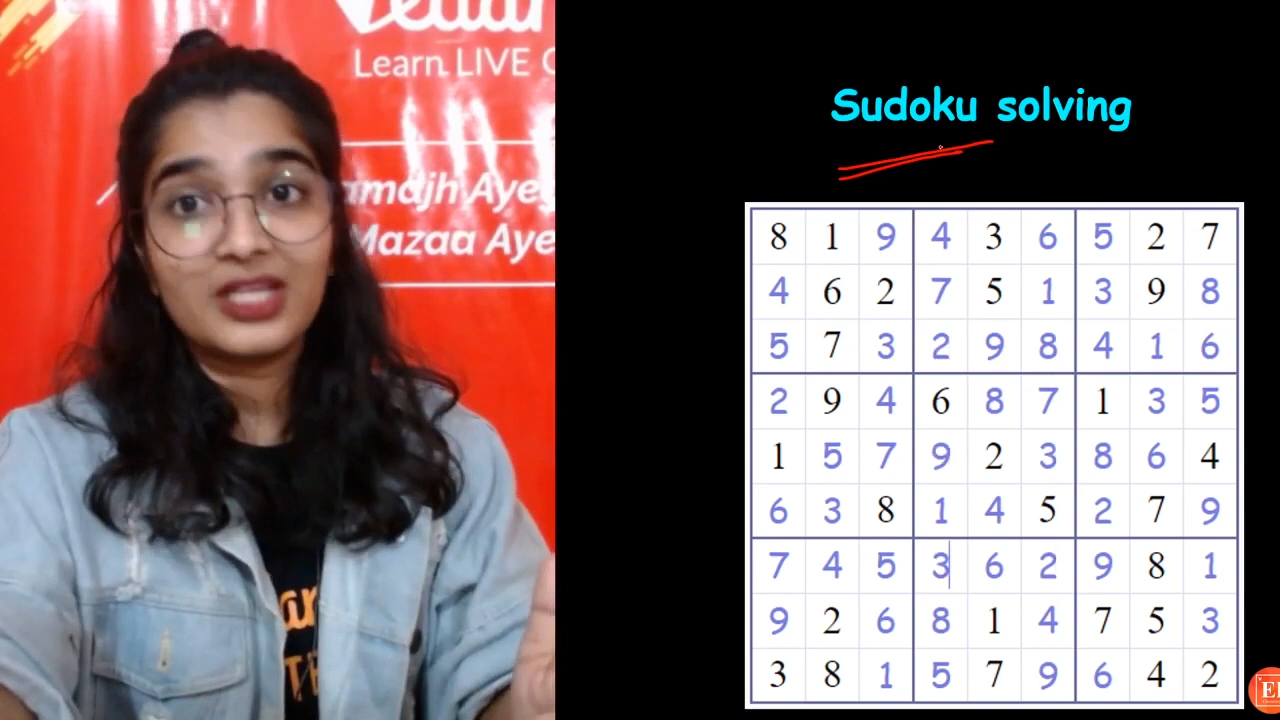 Learn LIVE
Sudoku solving
Mazaa Aye
8 1 9 4 3 6 5 2 7
4 6 2 7 5 1 3 9 8
5 7 3 2 9 8 4 1 6
2 9 4 6 8 7 1 3 5
1 5 7 9 2 3 8 6 4
6 3 8 1 4 5 2 7 9
7 4 5 3 6 2 9 8 1
9 2 6 8 1 4 7 5 3
3 8 1 5 7 9 6 4 2